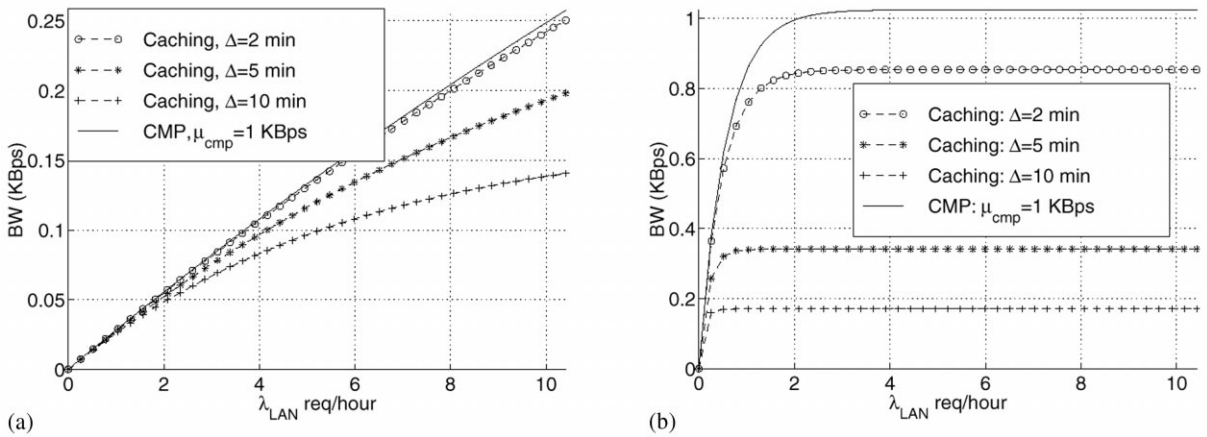 0.25
0.2
0.15
0.1
0.05
0
BW (KBps)
Caching, Δ=2 min
Caching, Δ=5 min
Caching, Δ=10 min
CMP, μcmp=1 KBps
0 2 4 6 8 10
λLAN req/hour
(a)
1
0.8
0.6
0.4
0.2
0
BW (KBps)
Caching: Δ=2 min
Caching: Δ=5 min
Caching: Δ=10 min
CMP: μcmp=1 KBps
0 2 4 6 8 10
λLAN req/hour
(b)